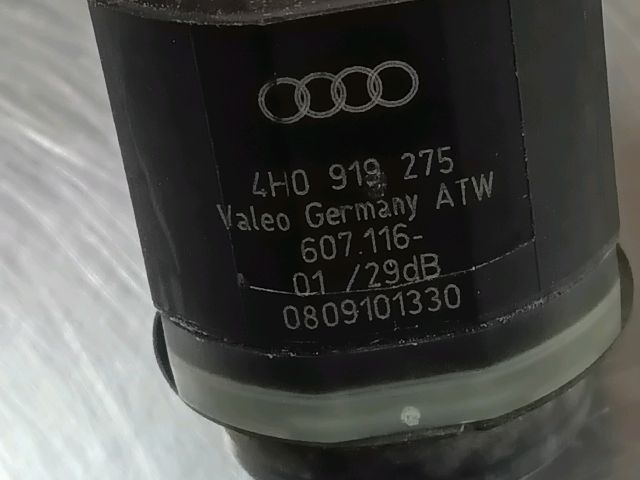 4H0 919 275
Valeo Germany ATW
607.116-
01 /29dB
0809101330